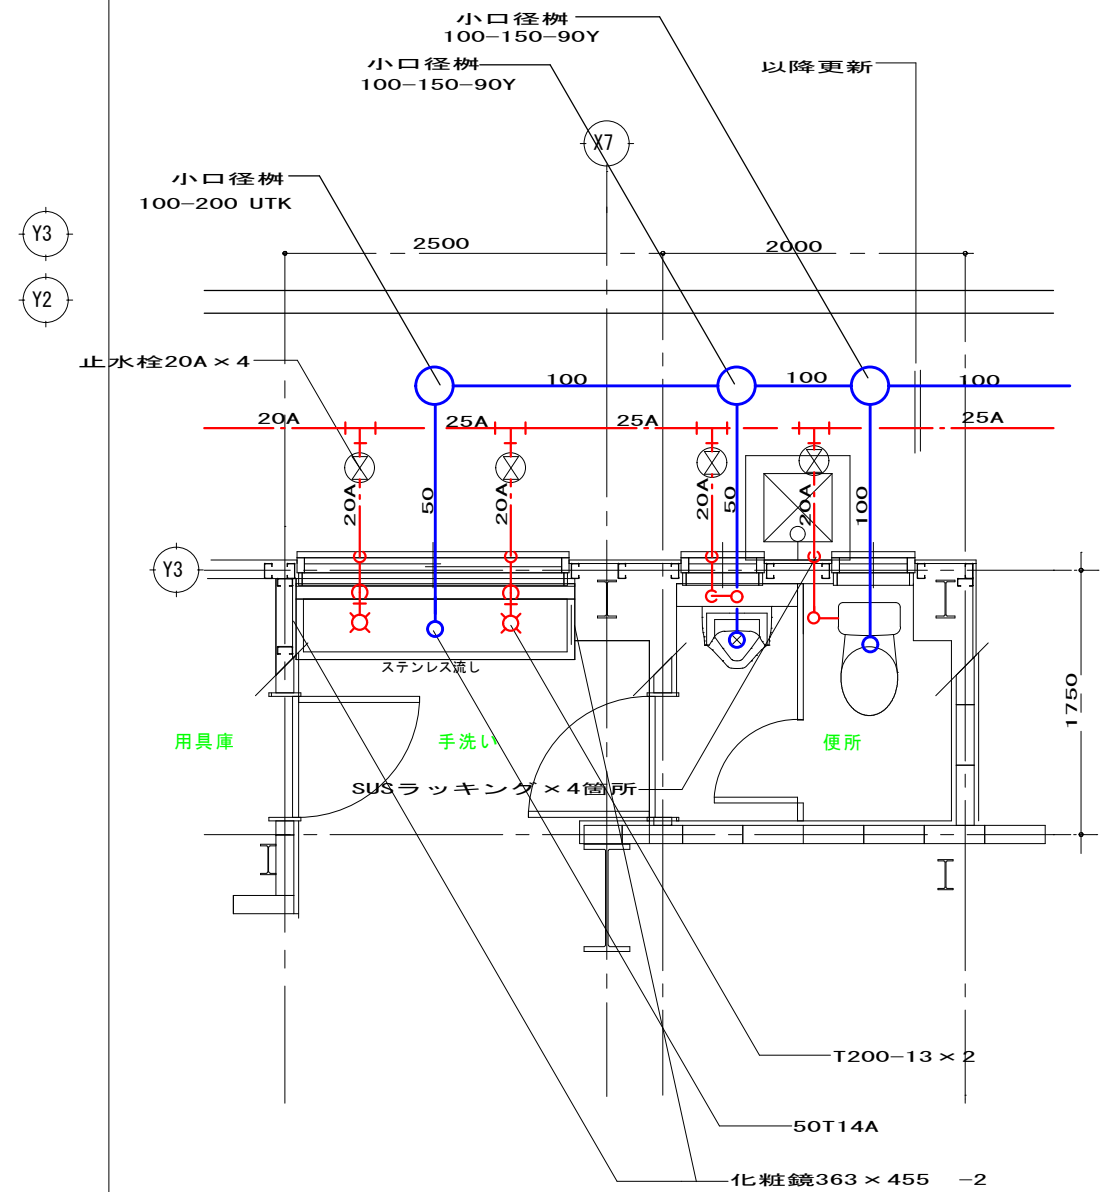 小口径桝
100-150-90Y
小口径桝
100-150-90Y
以降更新
X7
小口径桝
100-200 UTK
Y3
2500
2000
Y2
止水栓20A×4
100
100
100
20A
25A
25A
25A
20A
50
20A
20A
50
20A
100
Y3
ステンレス流し
1750
用具庫
手洗い
便所
SUSラッキング×4箇所
T200-13×2
50T14A
化粧鏡363×455 -2